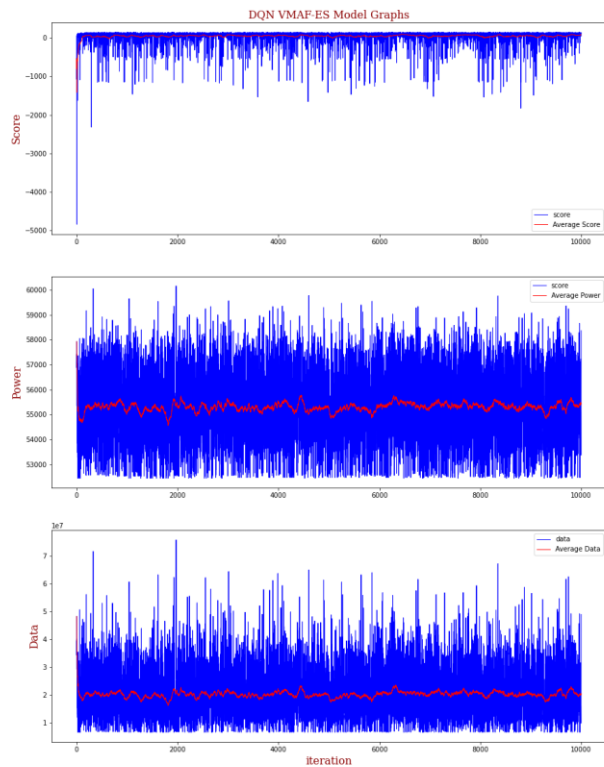 DQN VMAF-ES Model Graphs
0
−1000
−2000
−3000
−4000
−5000
Score
score
Average Score
0 2000 4000 6000 8000 10000
60000
59000
58000
57000
56000
55000
54000
53000
Power
score
Average Power
0 2000 4000 6000 8000 10000
1e7
7
6
5
4
3
2
1
Data
data
Average Data
0 2000 4000 6000 8000 10000
iteration